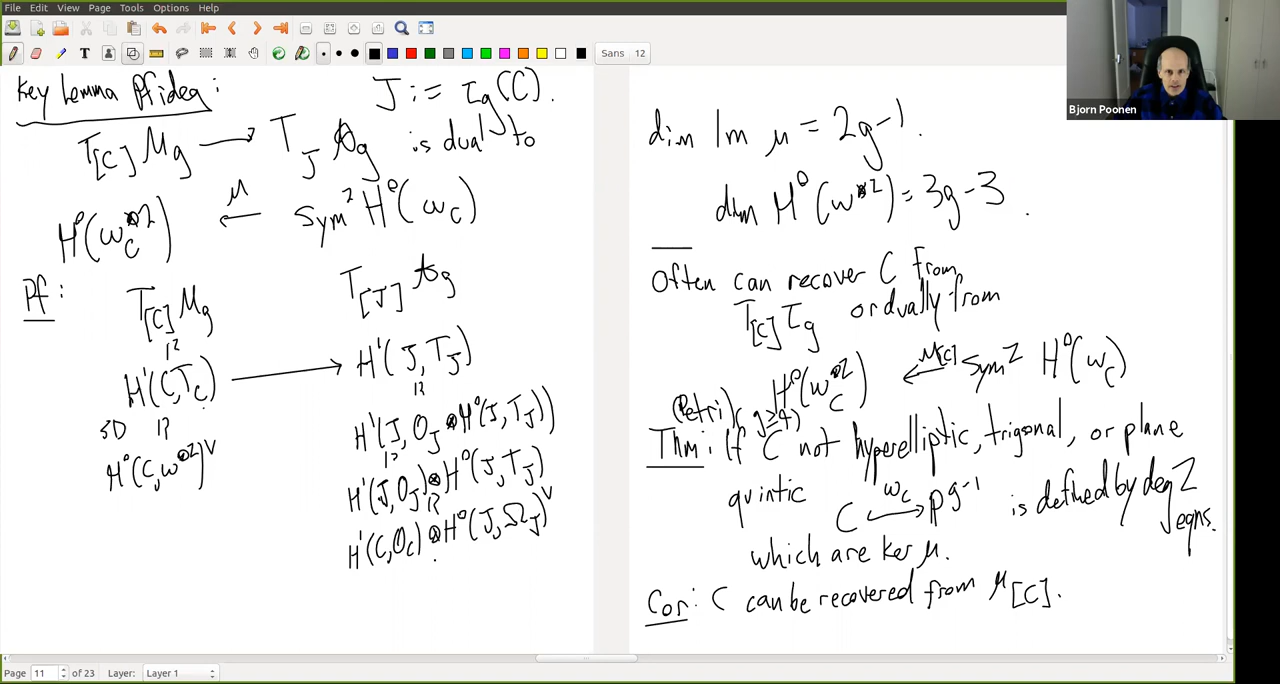 File Edit View Page Tools Options Help
Sans 12
Bjorn Poonen
Key Lemma Pf idea:
J := τg(C).
T[C] Mg → TJ Ag is dual to
H⁰(ωC⊗2) ←μ Sym² H⁰(ωC)
Pf:
T[C] Mg
T[J] Ag
H¹(C,TC) → H¹(J,TJ)
SD
H⁰(C,ω⊗2)∨
H¹(J, OJ ⊗ H⁰(J,TJ))
H¹(J,OJ) ⊗ H⁰(J,TJ)
H¹(C,OC) ⊗ H⁰(J,ΩJ)∨
dim Im μ = 2g-1.
dim H⁰(ω⊗2) = 3g-3.
Often can recover C from
T[C] τg or dually from
H⁰(ωC⊗2) ←μ[C] Sym² H⁰(ωC)
(Petri) (g≥4)
Thm: If C not hyperelliptic, trigonal, or plane
quintic
C ↪ωC P^g-1 is defined by deg 2
eqns.
which are ker μ.
Cor: C can be recovered from μ[C].
Page 11 of 23 Layer: Layer 1